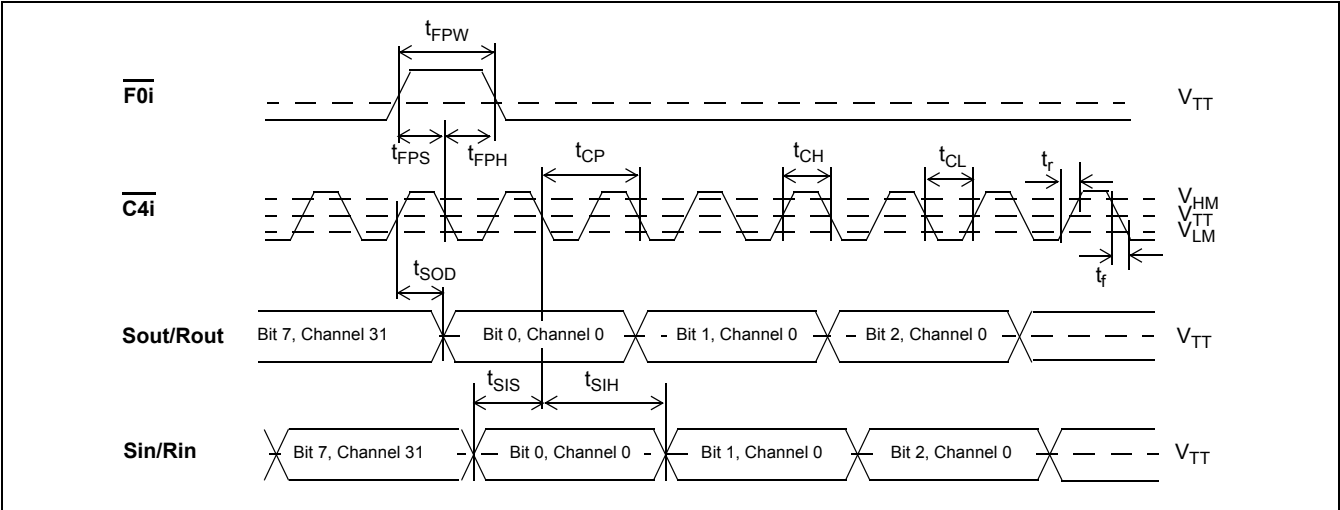 tFPW
F0i
VTT
tFPS
tFPH
tCP
tCH
tCL
tr
C4i
VHM
VTT
VLM
tSOD
tf
Sout/Rout
Bit 7, Channel 31
Bit 0, Channel 0
Bit 1, Channel 0
Bit 2, Channel 0
VTT
tSIS
tSIH
Sin/Rin
Bit 7, Channel 31
Bit 0, Channel 0
Bit 1, Channel 0
Bit 2, Channel 0
VTT